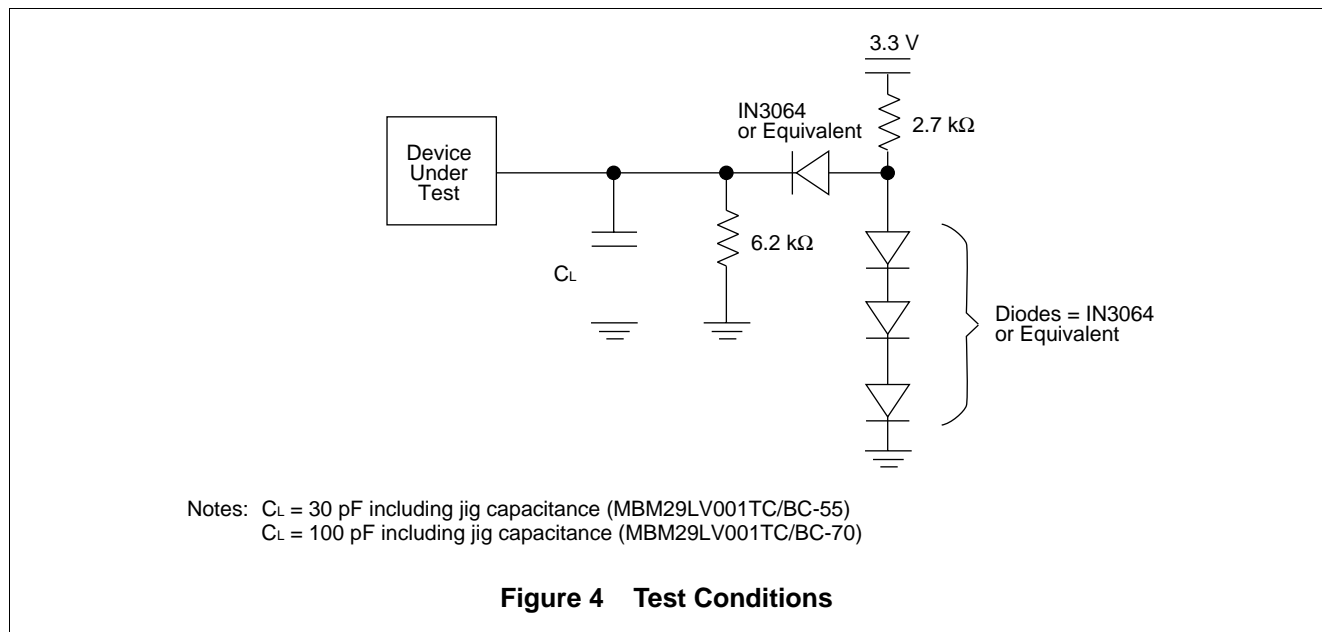 3.3 V
IN3064
or Equivalent
2.7 kΩ
Device
Under
Test
6.2 kΩ
CL
Diodes = IN3064
or Equivalent
Notes: CL = 30 pF including jig capacitance (MBM29LV001TC/BC-55)
CL = 100 pF including jig capacitance (MBM29LV001TC/BC-70)
Figure 4 Test Conditions